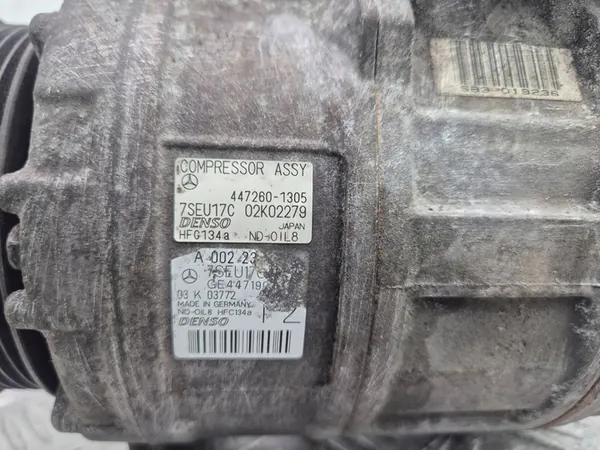 COMPRESSOR ASSY
447260-1305
7SEU17C 02K02279
DENSO JAPAN
HFC134a ND-OIL8
A 002 23
7SEU17C
GE44719
03 K 03772
MADE IN GERMANY
ND-OIL8 HFC134a
DENSO